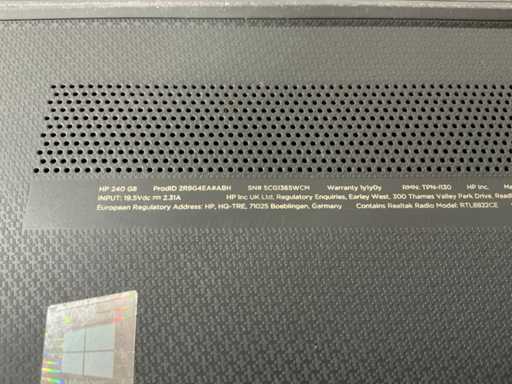 HP 240 G8 ProdID 2R9G4EA#ABH SN# 5CG1365WCH Warranty 1y1y0y RMN: TPN-I130 HP Inc.
INPUT: 19.5Vdc ⎓ 2.31A HP Inc UK Ltd, Regulatory Enquiries, Earley West, 300 Thames Valley Park Drive,
European Regulatory Address: HP, HQ-TRE, 71025 Boeblingen, Germany Contains Realtek Radio Model: RTL8822CE